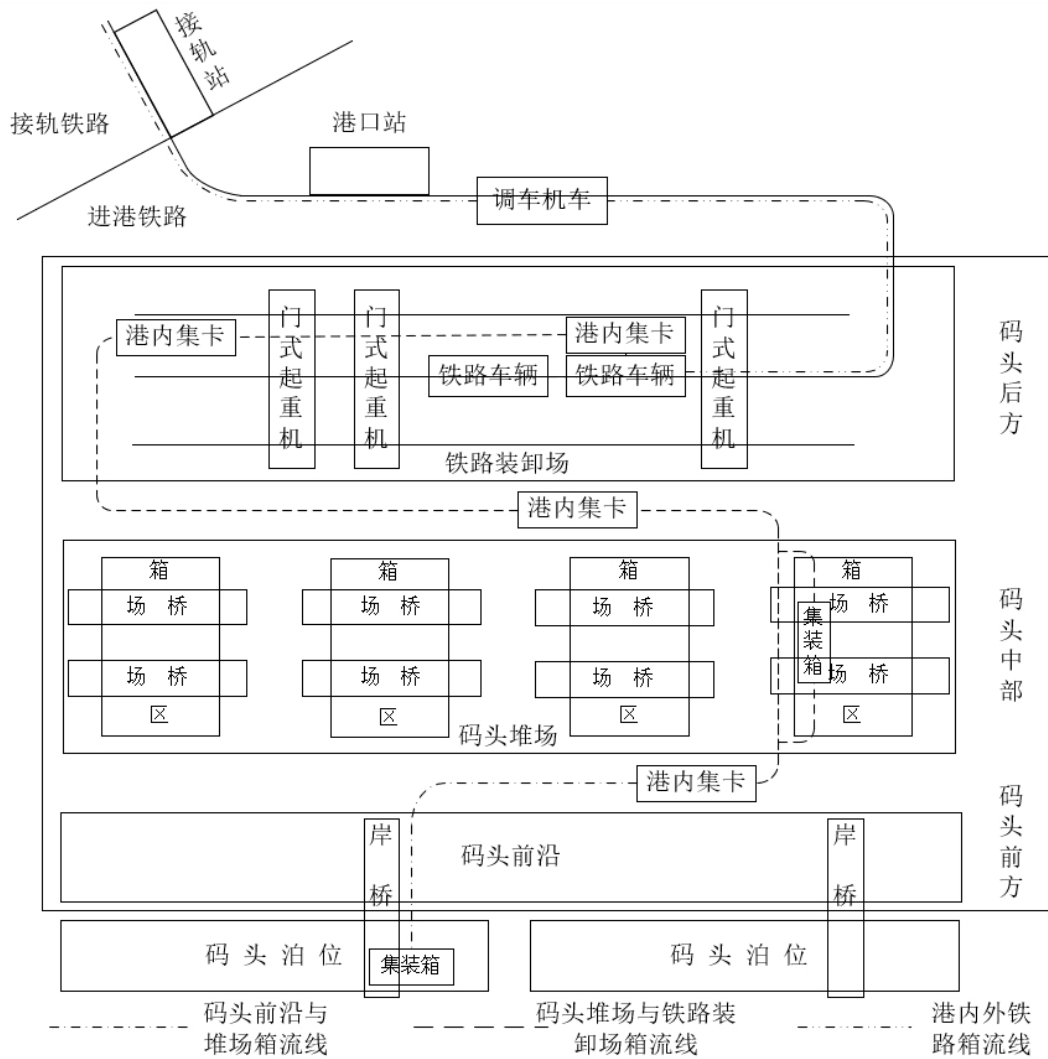 接轨站
接轨铁路
港口站
调车机车
进港铁路
门式起重机
门式起重机
门式起重机
港内集卡
港内集卡
铁路车辆
铁路车辆
码头后方
铁路装卸场
港内集卡
箱
箱
箱
箱
场 桥
场 桥
场 桥
场 桥
集装箱
码头中部
场 桥
场 桥
场 桥
场 桥
区
区
区
区
码头堆场
港内集卡
码头前方
岸桥
码头前沿
岸桥
码 头 泊 位
集装箱
码 头 泊 位
码头前沿与
堆场箱流线
码头堆场与铁路装
卸场箱流线
港内外铁
路箱流线